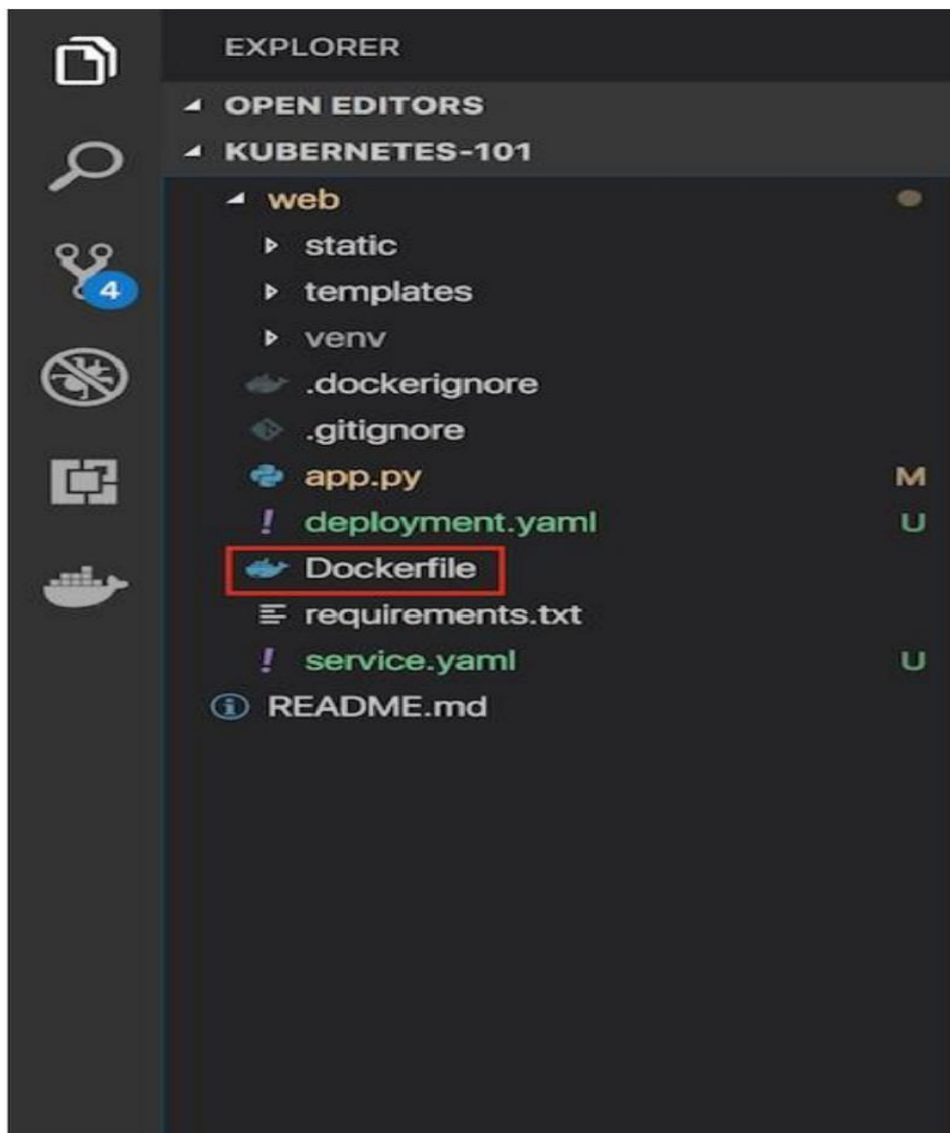 EXPLORER
OPEN EDITORS
KUBERNETES-101
web
static
templates
4
venv
.dockerignore
.gitignore
app.py M
deployment.yaml U
Dockerfile
requirements.txt
service.yaml U
README.md